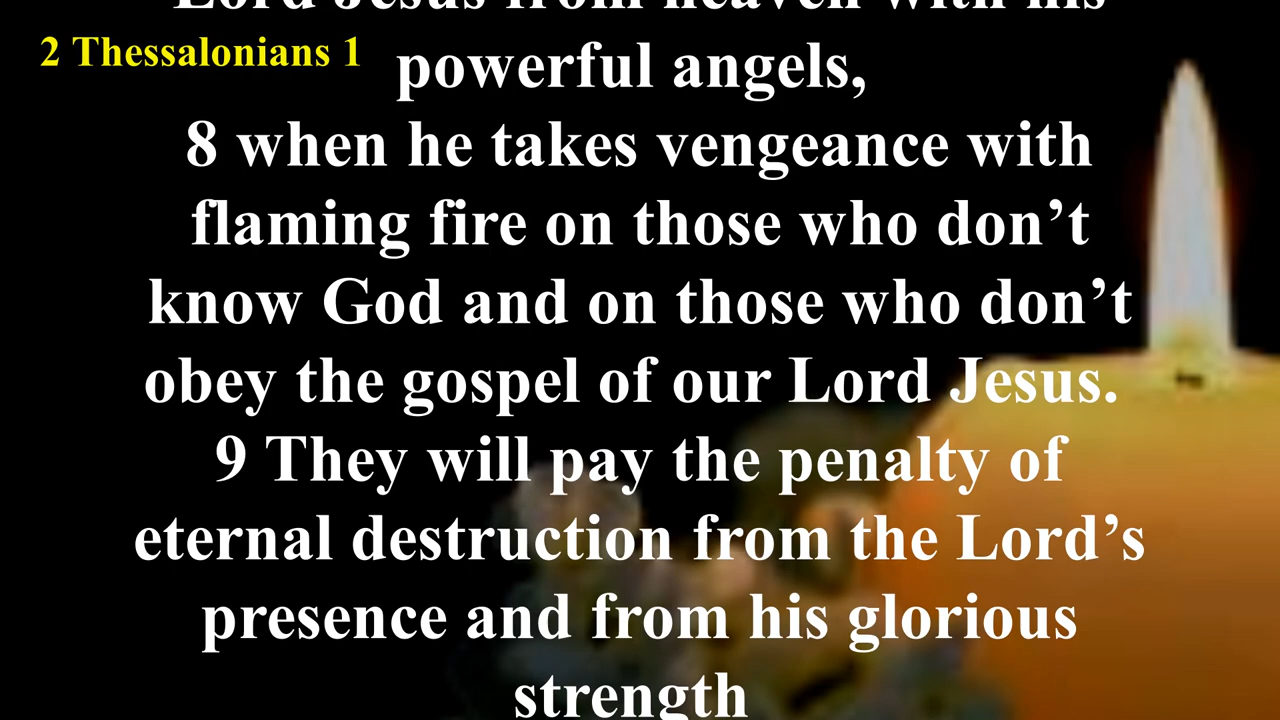 Lord Jesus from heaven with his
2 Thessalonians 1
powerful angels,
8 when he takes vengeance with
flaming fire on those who don’t
know God and on those who don’t
obey the gospel of our Lord Jesus.
9 They will pay the penalty of
eternal destruction from the Lord’s
presence and from his glorious
strength